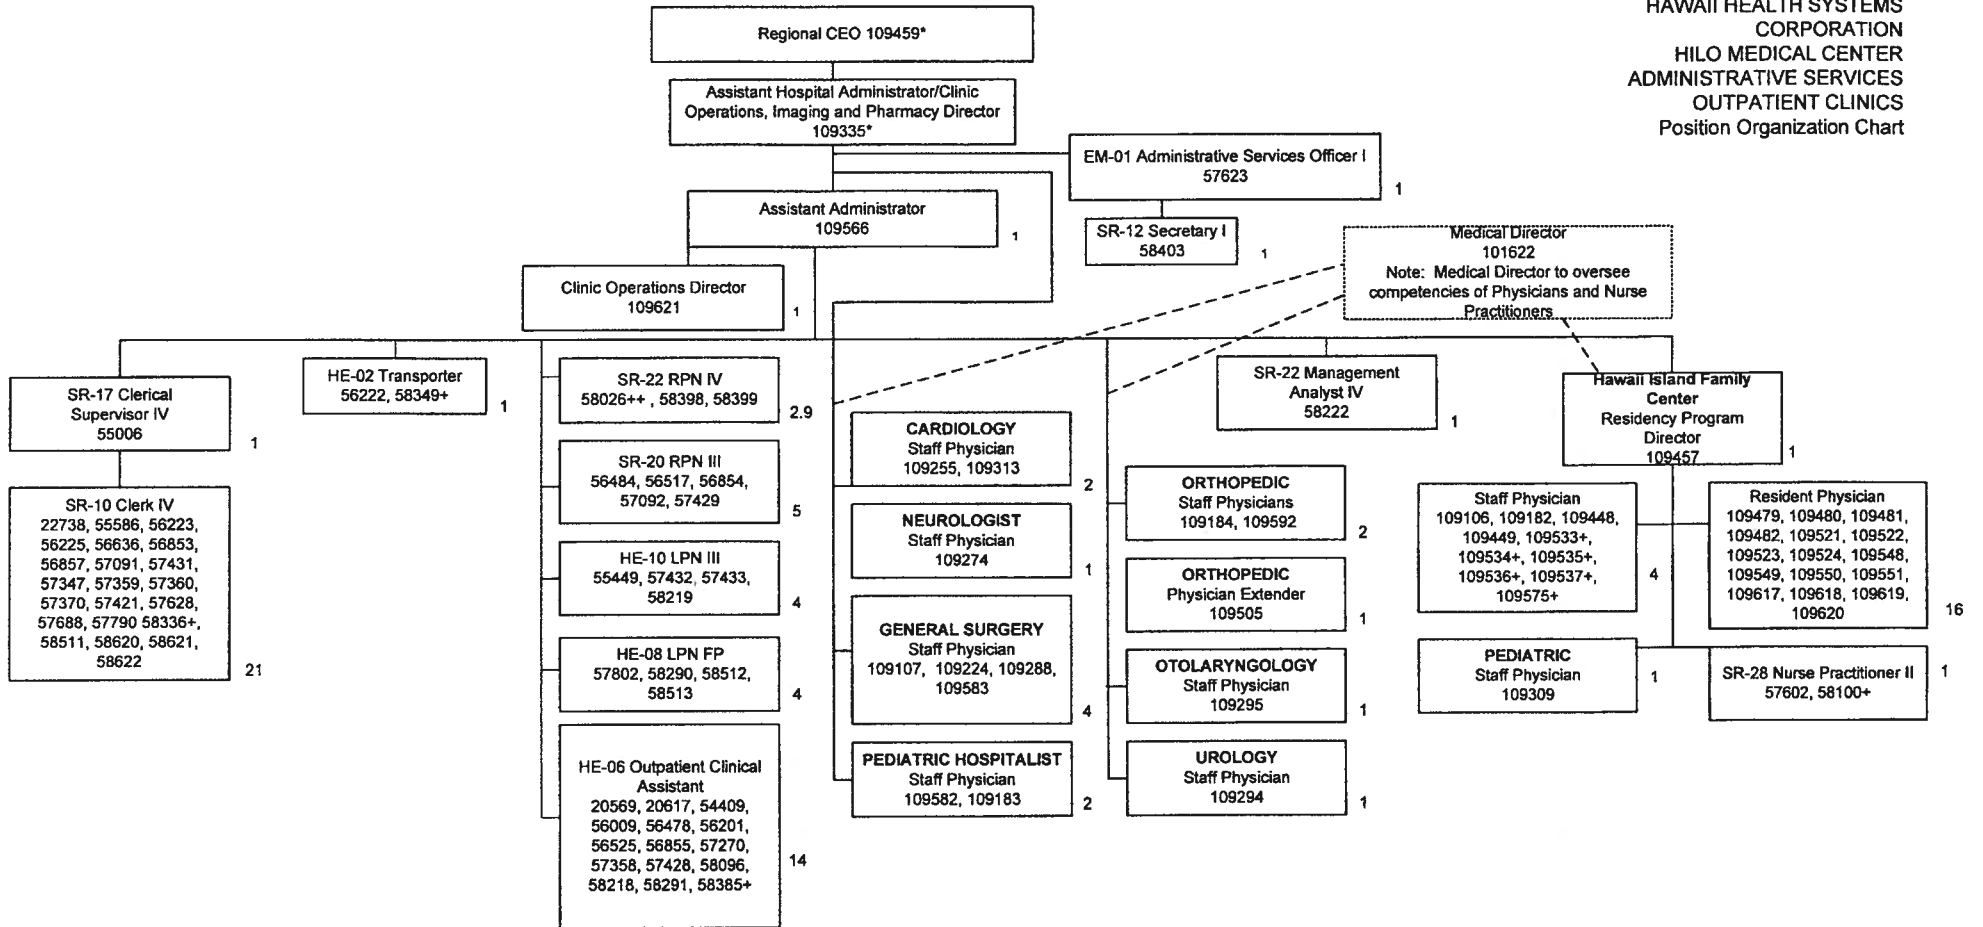 HAWAII HEALTH SYSTEMS
CORPORATION
HILO MEDICAL CENTER
ADMINISTRATIVE SERVICES
OUTPATIENT CLINICS
Position Organization Chart
Regional CEO 109459*
Assistant Hospital Administrator/Clinic
Operations, Imaging and Pharmacy Director
109335*
EM-01 Administrative Services Officer I
57623
1
Assistant Administrator
109566
1
SR-12 Secretary I
58403
1
Medical Director
101622
Note: Medical Director to oversee
competencies of Physicians and Nurse
Practitioners
Clinic Operations Director
109621
1
SR-17 Clerical
Supervisor IV
55006
1
SR-10 Clerk IV
22738, 55586, 56223,
56225, 56636, 56853,
56857, 57091, 57431,
57347, 57359, 57360,
57370, 57421, 57628,
57688, 57790 58336+,
58511, 58620, 58621,
58622
21
HE-02 Transporter
56222, 58349+
1
SR-22 RPN IV
58026++ , 58398, 58399
2.9
SR-20 RPN III
56484, 56517, 56854,
57092, 57429
5
HE-10 LPN III
55449, 57432, 57433,
58219
4
HE-08 LPN FP
57802, 58290, 58512,
58513
4
HE-06 Outpatient Clinical
Assistant
20569, 20617, 54409,
56009, 56478, 56201,
56525, 56855, 57270,
57358, 57428, 58096,
58218, 58291, 58385+
14
CARDIOLOGY
Staff Physician
109255, 109313
2
NEUROLOGIST
Staff Physician
109274
1
GENERAL SURGERY
Staff Physician
109107, 109224, 109288,
109583
4
PEDIATRIC HOSPITALIST
Staff Physician
109582, 109183
2
ORTHOPEDIC
Staff Physicians
109184, 109592
2
ORTHOPEDIC
Physician Extender
109505
1
OTOLARYNGOLOGY
Staff Physician
109295
1
UROLOGY
Staff Physician
109294
1
SR-22 Management
Analyst IV
58222
1
Hawaii Island Family
Center
Residency Program
Director
109457
1
Staff Physician
109106, 109182, 109448,
109449, 109533+,
109534+, 109535+,
109536+, 109537+,
109575+
4
Resident Physician
109479, 109480, 109481,
109482, 109521, 109522,
109523, 109524, 109548,
109549, 109550, 109551,
109617, 109618, 109619,
109620
16
PEDIATRIC
Staff Physician
109309
1
SR-28 Nurse Practitioner II
57602, 58100+
1